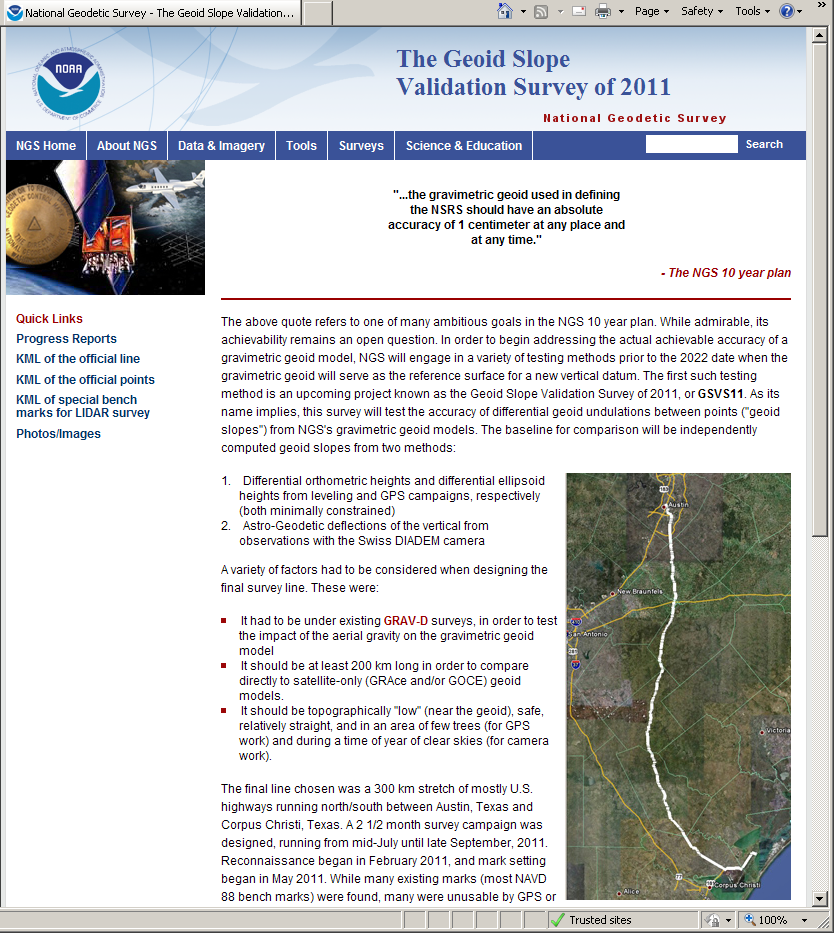 National Geodetic Survey - The Geoid Slope Validation...
Page
Safety
Tools
NOAA
The Geoid Slope
Validation Survey of 2011
National Geodetic Survey
NGS Home
About NGS
Data & Imagery
Tools
Surveys
Science & Education
Search
"...the gravimetric geoid used in defining
the NSRS should have an absolute
accuracy of 1 centimeter at any place and
at any time."
- The NGS 10 year plan
Quick Links
Progress Reports
KML of the official line
KML of the official points
KML of special bench
marks for LIDAR survey
Photos/Images
The above quote refers to one of many ambitious goals in the NGS 10 year plan. While admirable, its
achievability remains an open question. In order to begin addressing the actual achievable accuracy of a
gravimetric geoid model, NGS will engage in a variety of testing methods prior to the 2022 date when the
gravimetric geoid will serve as the reference surface for a new vertical datum. The first such testing
method is an upcoming project known as the Geoid Slope Validation Survey of 2011, or GSVS11. As its
name implies, this survey will test the accuracy of differential geoid undulations between points ("geoid
slopes") from NGS's gravimetric geoid models. The baseline for comparison will be independently
computed geoid slopes from two methods:
1. Differential orthometric heights and differential ellipsoid
heights from leveling and GPS campaigns, respectively
(both minimally constrained)
2. Astro-Geodetic deflections of the vertical from
observations with the Swiss DIADEM camera
A variety of factors had to be considered when designing the
final survey line. These were:
It had to be under existing GRAV-D surveys, in order to test
the impact of the aerial gravity on the gravimetric geoid
model
It should be at least 200 km long in order to compare
directly to satellite-only (GRAce and/or GOCE) geoid
models.
It should be topographically "low" (near the geoid), safe,
relatively straight, and in an area of few trees (for GPS
work) and during a time of year of clear skies (for camera
work).
The final line chosen was a 300 km stretch of mostly U.S.
highways running north/south between Austin, Texas and
Corpus Christi, Texas. A 2 1/2 month survey campaign was
designed, running from mid-July until late September, 2011.
Reconnaissance began in February 2011, and mark setting
began in May 2011. While many existing marks (most NAVD
88 bench marks) were found, many were unusable by GPS or
183
Austin
New Braunfels
San Antonio
281
37
Victoria
77
Alice
Corpus Christi
Trusted sites
100%